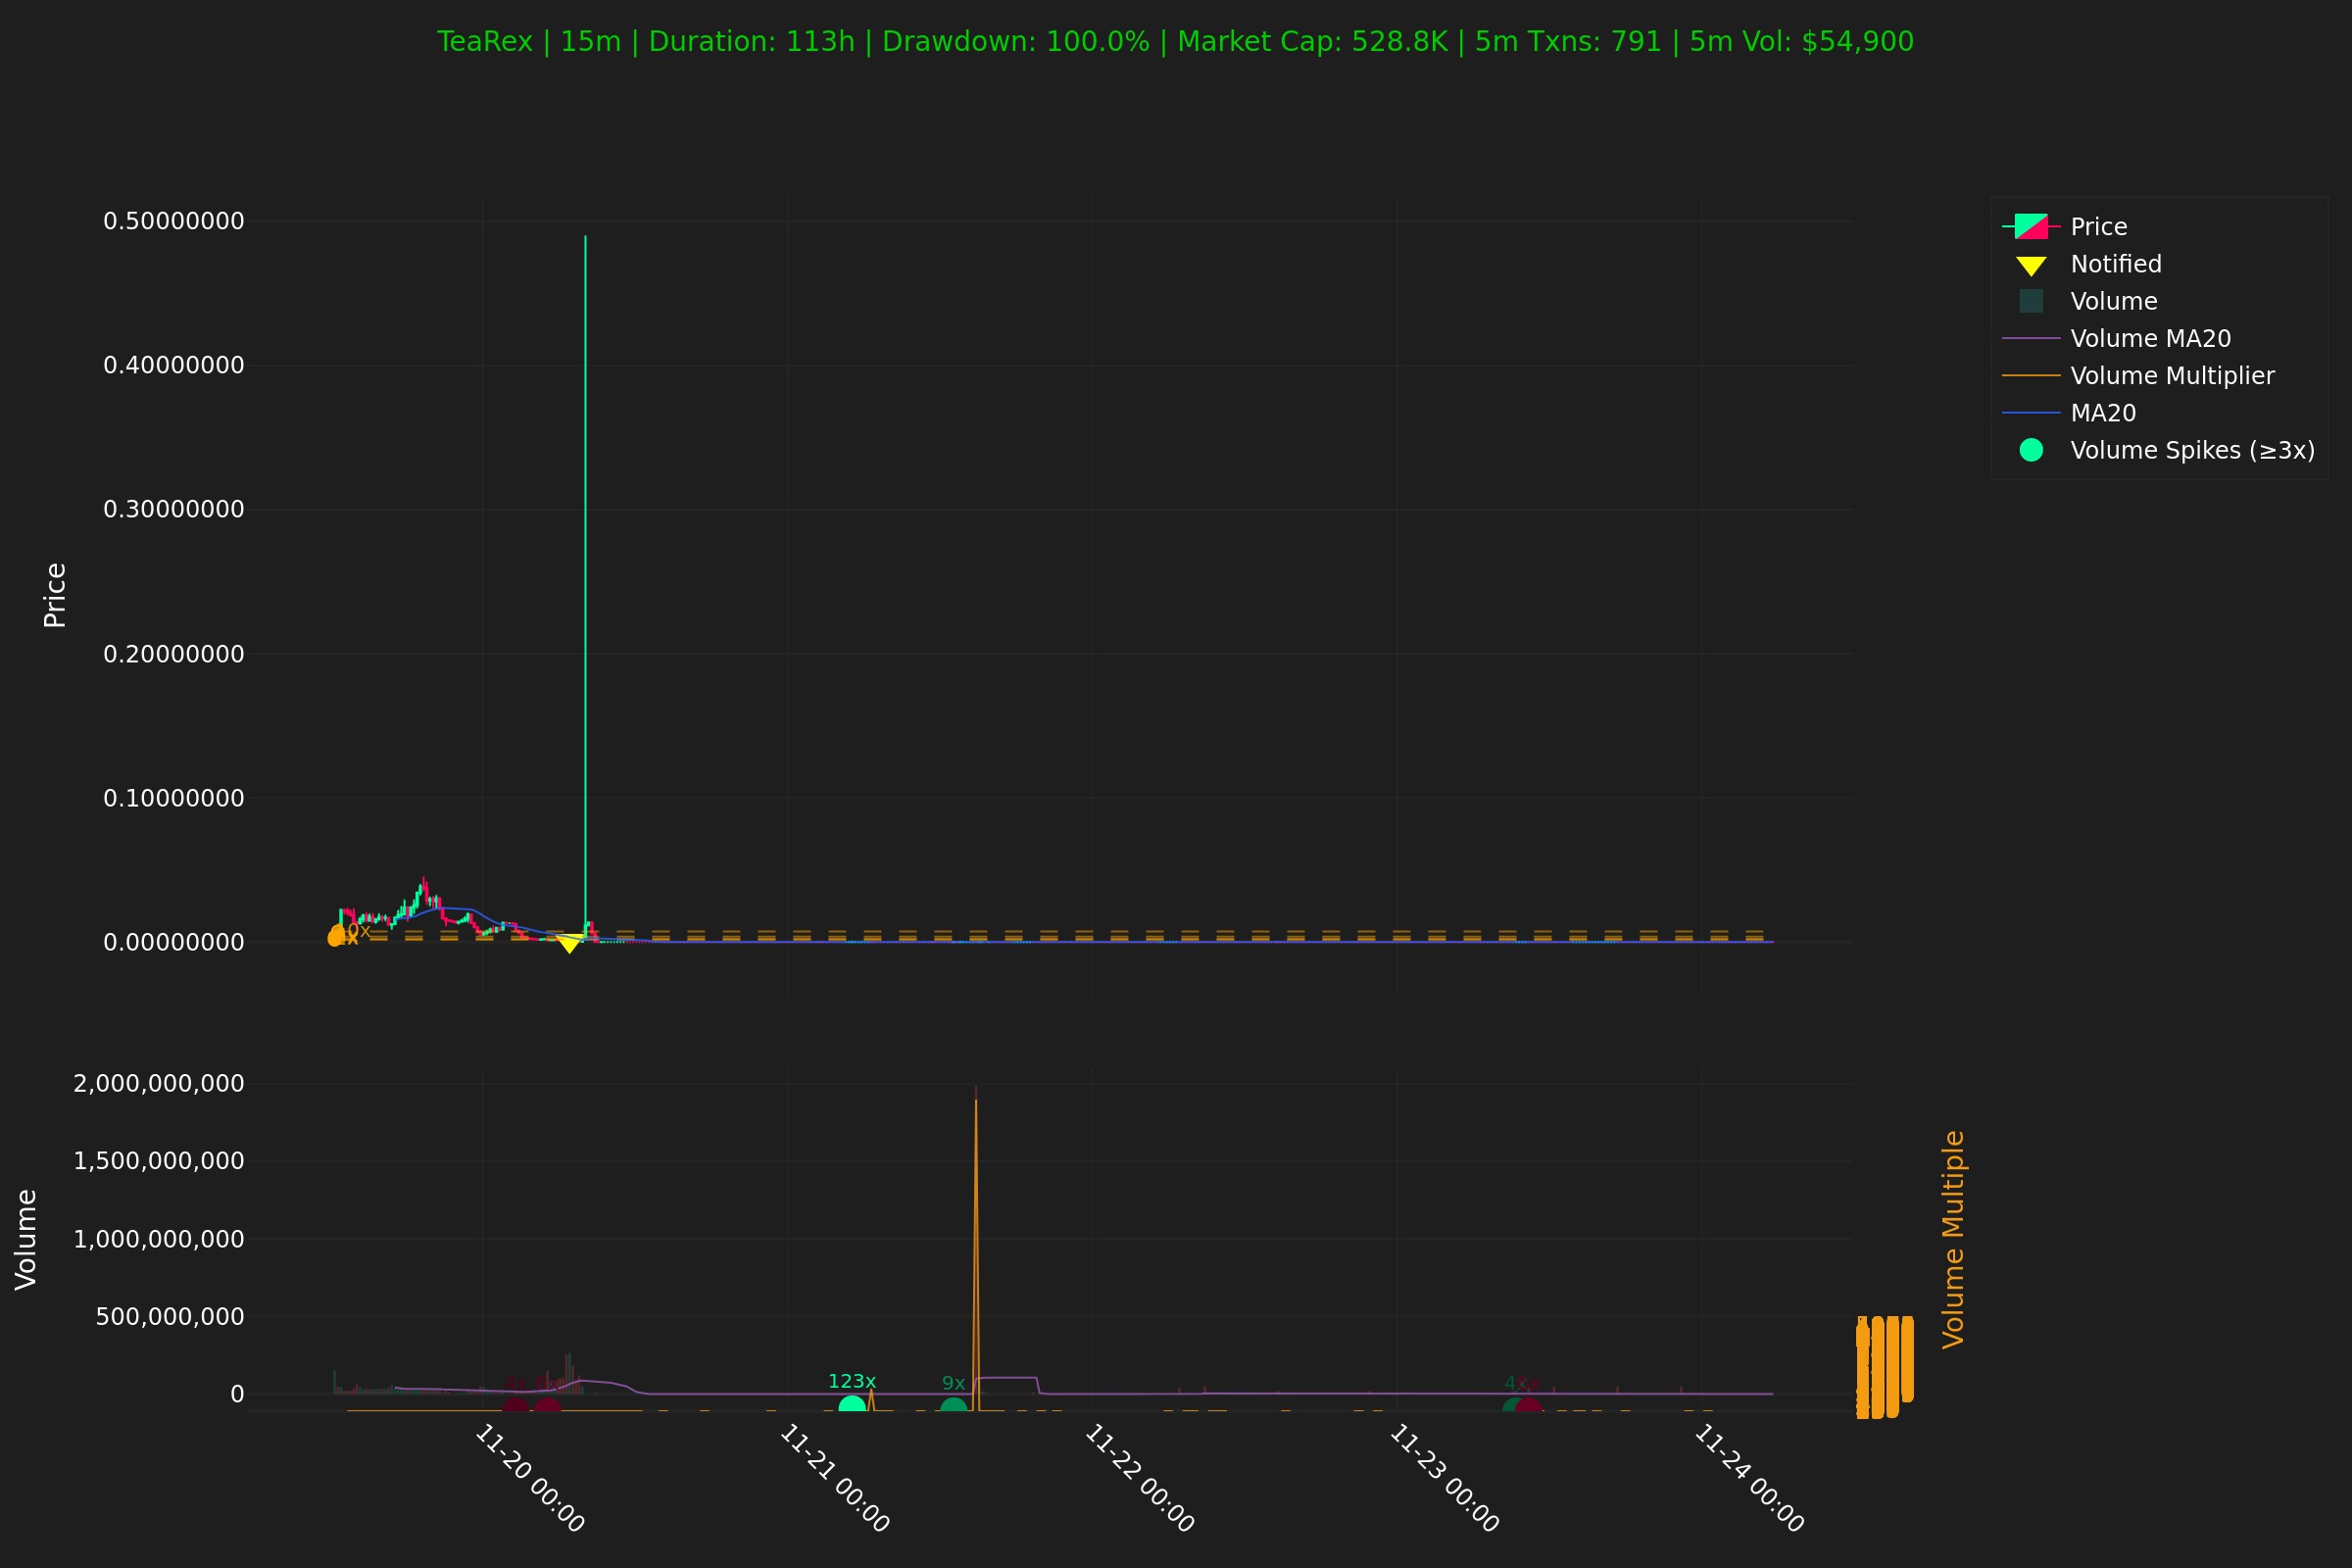 TeaRex | 15m | Duration: 113h | Drawdown: 100.0% | Market Cap: 528.8K | 5m Txns: 791 | 5m Vol: $54,900
Price
0.50000000
0.40000000
0.30000000
0.20000000
0.10000000
0.00000000
Price
Notified
Volume
Volume MA20
Volume Multiplier
MA20
Volume Spikes (≥3x)
Volume
2,000,000,000
1,500,000,000
1,000,000,000
500,000,000
0
123x
9x
Volume Multiple
11-20 00:00
11-21 00:00
11-22 00:00
11-23 00:00
11-24 00:00